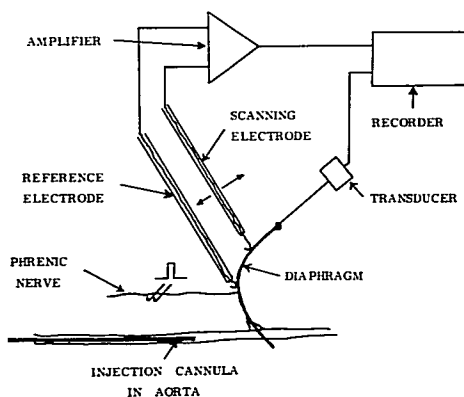 AMPLIFIER
SCANNING
ELECTRODE
RECORDER
REFERENCE
ELECTRODE
TRANSDUCER
PHRENIC
NERVE
DIAPHRAGM
INJECTION CANNULA
IN AORTA